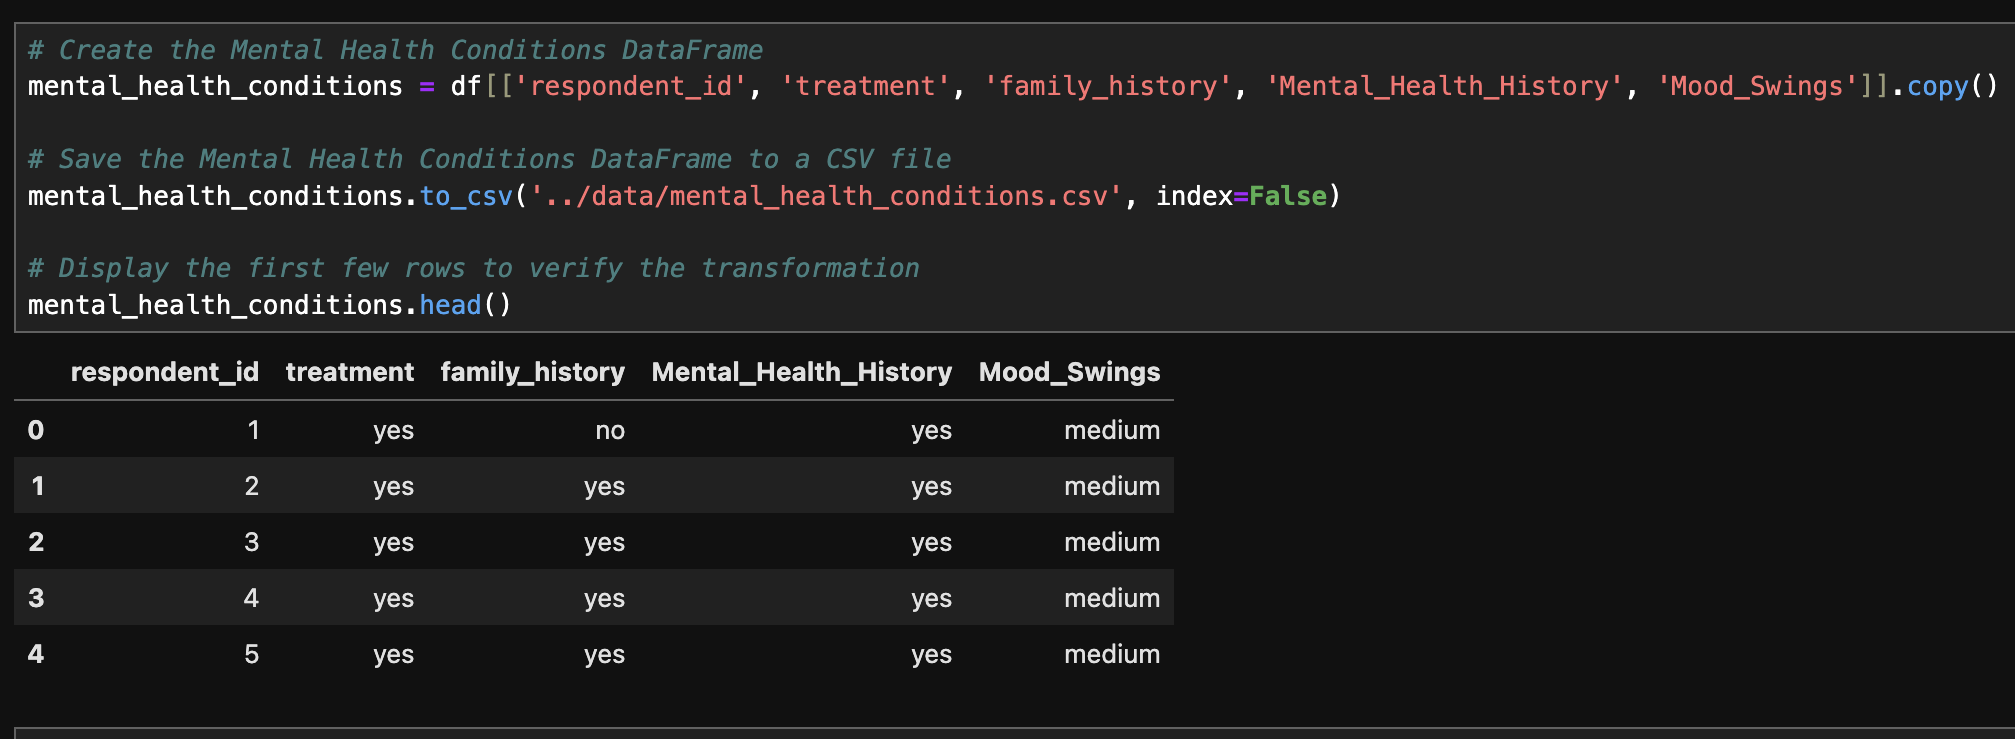 # Create the Mental Health Conditions DataFrame
mental_health_conditions = df[['respondent_id', 'treatment', 'family_history', 'Mental_Health_History', 'Mood_Swings']].copy()
# Save the Mental Health Conditions DataFrame to a CSV file
mental_health_conditions.to_csv('../data/mental_health_conditions.csv', index=False)
# Display the first few rows to verify the transformation
mental_health_conditions.head()
respondent_id treatment family_history Mental_Health_History Mood_Swings
0 1 yes no yes medium
1 2 yes yes yes medium
2 3 yes yes yes medium
3 4 yes yes yes medium
4 5 yes yes yes medium